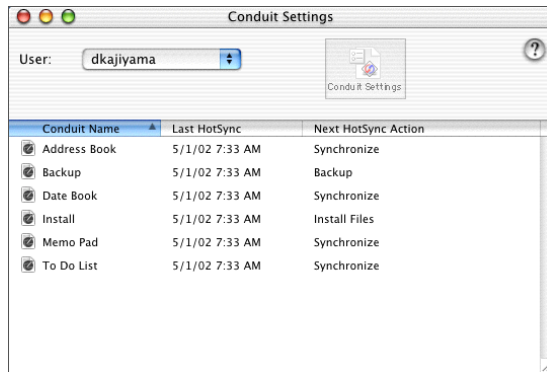 Conduit Settings
User: dkajiyama
Conduit Settings
?
Conduit Name Last HotSync Next HotSync Action
Address Book 5/1/02 7:33 AM Synchronize
Backup 5/1/02 7:33 AM Backup
Date Book 5/1/02 7:33 AM Synchronize
Install 5/1/02 7:33 AM Install Files
Memo Pad 5/1/02 7:33 AM Synchronize
To Do List 5/1/02 7:33 AM Synchronize